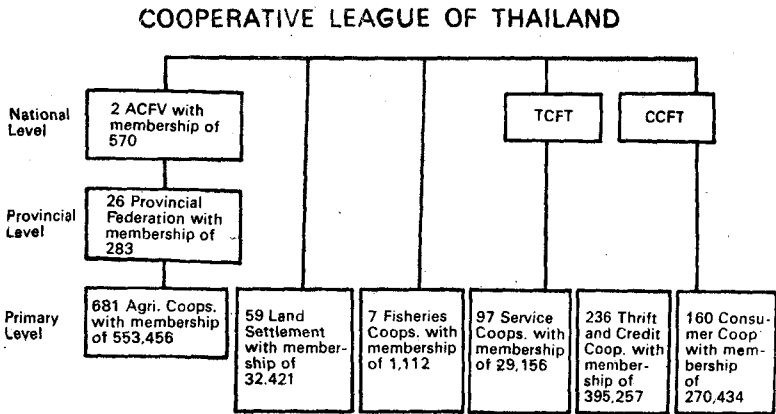 COOPERATIVE LEAGUE OF THAILAND
National
Level
2 ACFV with
membership of
570
TCFT
CCFT
Provincial
Level
26 Provincial
Federation with
membership of
283
Primary
Level
681 Agri. Coops.
with membership
of 553,456
59 Land
Settlement
with member-
ship of
32.421
7 Fisheries
Coops. with
membership
of 1,112
97 Service
Coops. with
membership
of 29,156
236 Thrift
and Credit
Coop. with
member-
ship of
395,257
160 Consu-
mer Coop
with mem-
bership
of
270,434